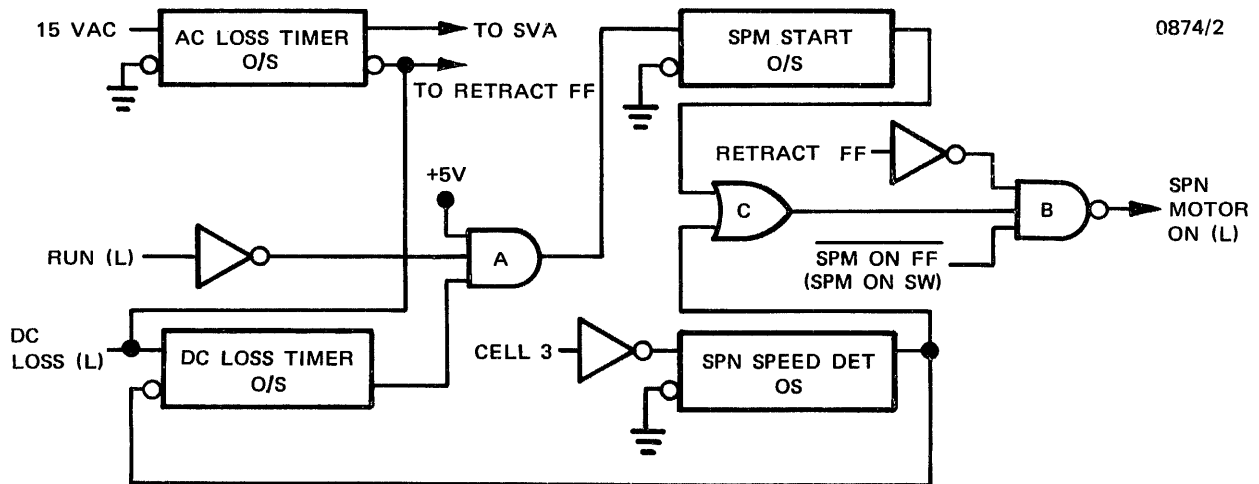 0874/2
15 VAC
AC LOSS TIMER
O/S
TO SVA
TO RETRACT FF
SPM START
O/S
+5V
RUN (L)
A
DC
LOSS (L)
DC LOSS TIMER
O/S
RETRACT FF
C
B
SPN
MOTOR
ON (L)
SPM ON FF
(SPM ON SW)
CELL 3
SPN SPEED DET
OS